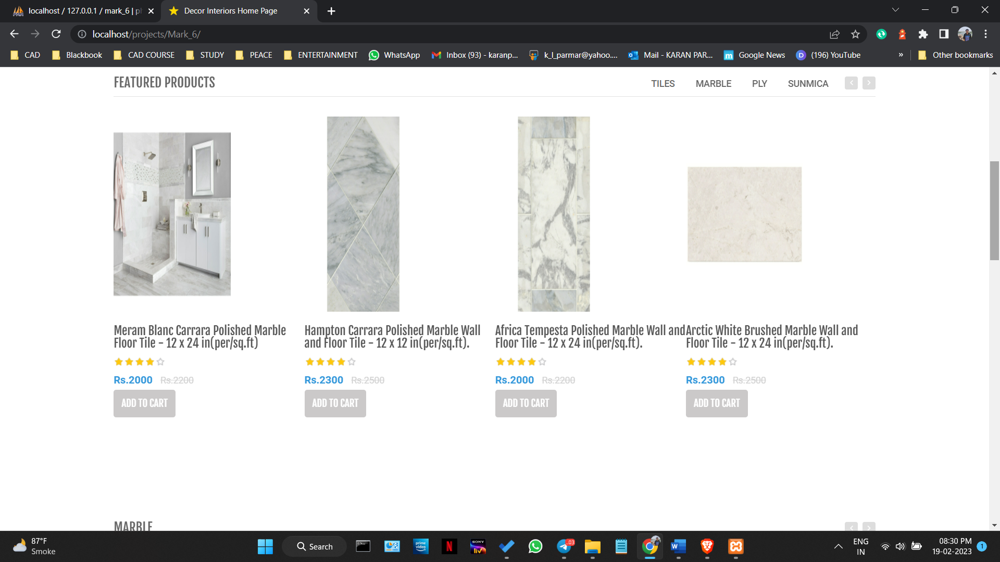 localhost / 127.0.0.1 / mark_6 | ph
Decor Interiors Home Page
localhost/projects/Mark_6/
CAD
Blackbook
CAD COURSE
STUDY
PEACE
ENTERTAINMENT
WhatsApp
Inbox (93) - karanp...
k_l_parmar@yahoo....
Mail - KARAN PAR...
Google News
(196) YouTube
»
Other bookmarks
FEATURED PRODUCTS
TILES
MARBLE
PLY
SUNMICA
Meram Blanc Carrara Polished Marble
Floor Tile - 12 x 24 in(per/sq.ft)
Rs.2000 Rs.2200
ADD TO CART
Hampton Carrara Polished Marble Wall
and Floor Tile - 12 x 12 in(per/sq.ft).
Rs.2300 Rs.2500
ADD TO CART
Africa Tempesta Polished Marble Wall and
Floor Tile - 12 x 24 in(per/sq.ft).
Rs.2000 Rs.2200
ADD TO CART
Arctic White Brushed Marble Wall and
Floor Tile - 12 x 24 in(per/sq.ft).
Rs.2300 Rs.2500
ADD TO CART
MARBLE
87°F
Smoke
Search
prime video
N
SONY liv
.03
W
ENG
IN
08:30 PM
19-02-2023
1